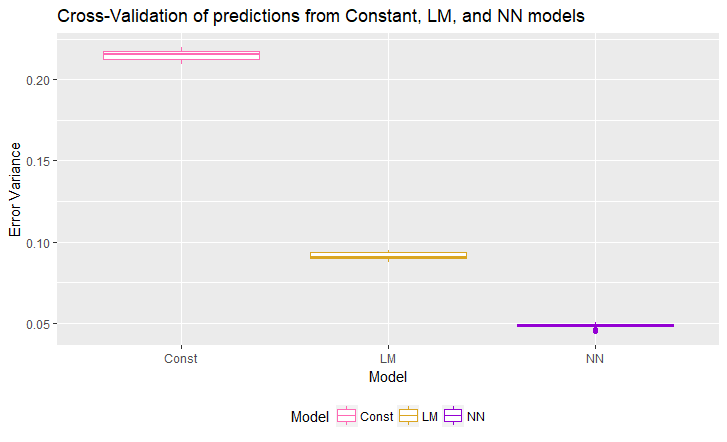 Cross-Validation of predictions from Constant, LM, and NN models
Error Variance
0.20
0.15
0.10
0.05
Const LM NN
Model
Model Const LM NN